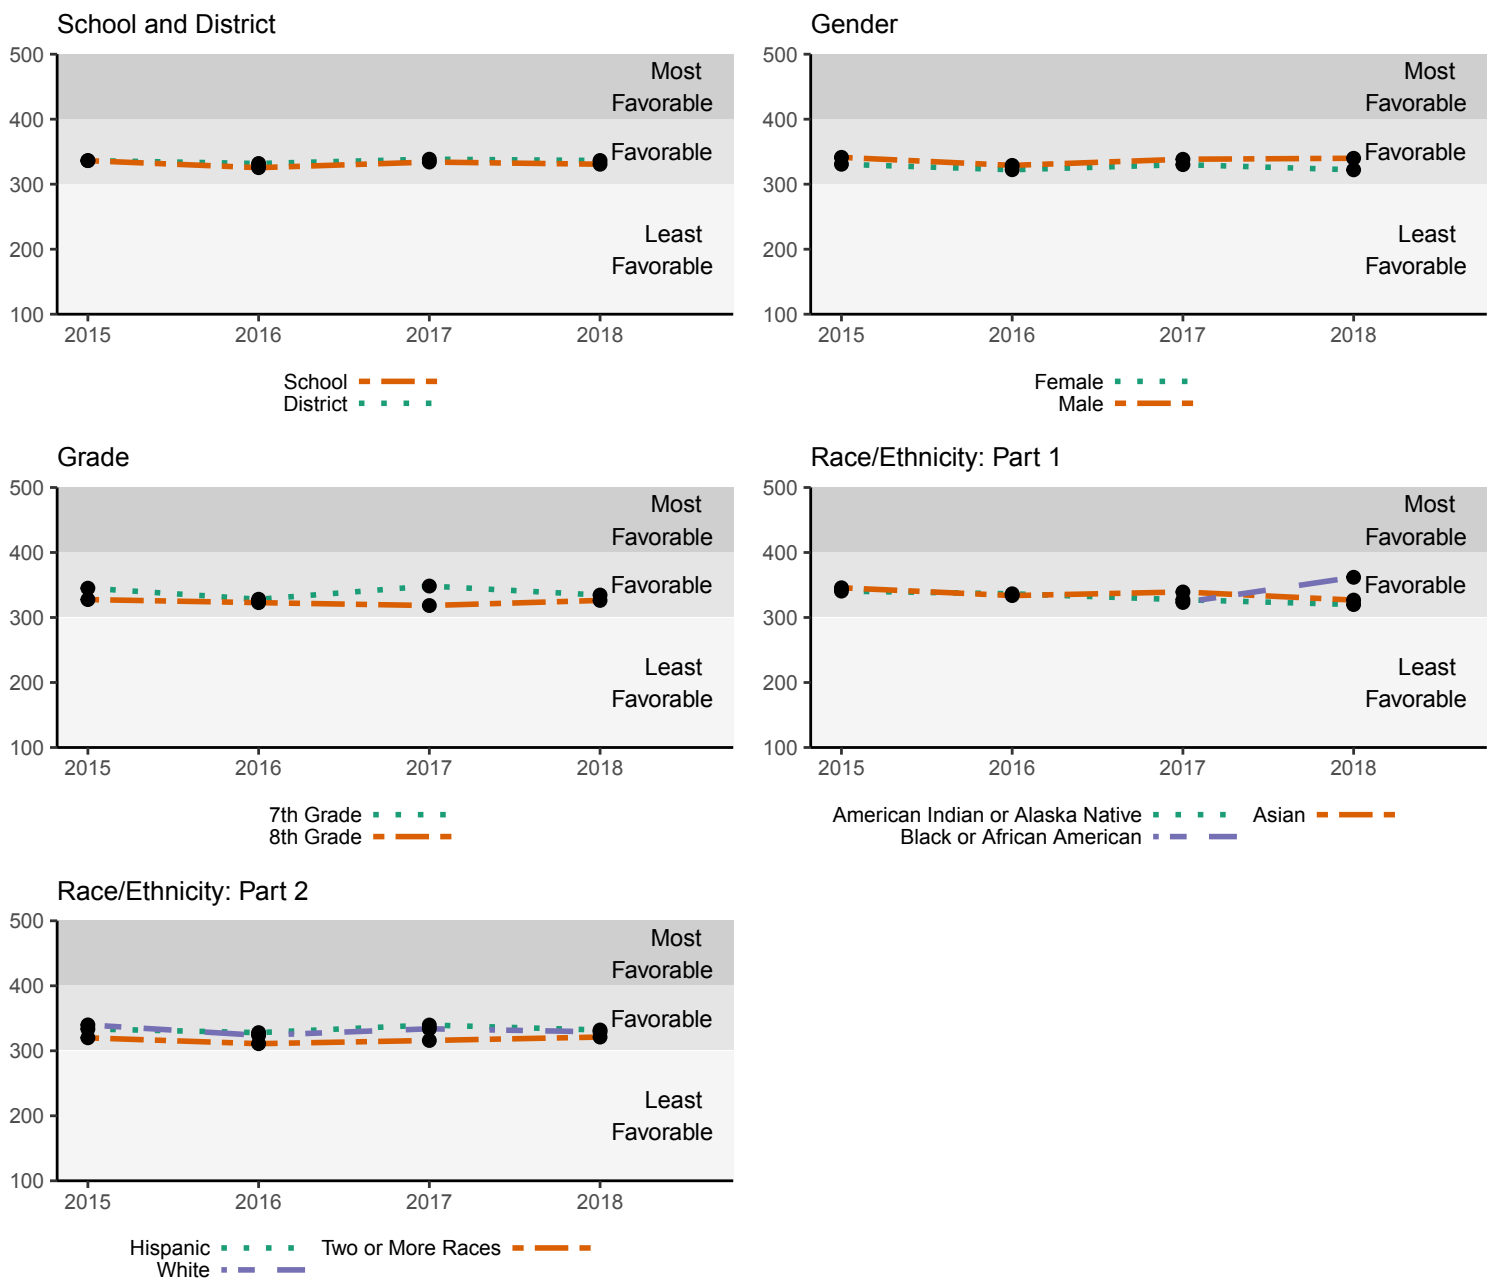 School and District
500
400
300
200
100
Most
Favorable
Favorable
Least
Favorable
2015 2016 2017 2018
School
District
Gender
500
400
300
200
100
Most
Favorable
Favorable
Least
Favorable
2015 2016 2017 2018
Female
Male
Grade
500
400
300
200
100
Most
Favorable
Favorable
Least
Favorable
2015 2016 2017 2018
7th Grade
8th Grade
Race/Ethnicity: Part 1
500
400
300
200
100
Most
Favorable
Favorable
Least
Favorable
2015 2016 2017 2018
American Indian or Alaska Native Asian
Black or African American
Race/Ethnicity: Part 2
500
400
300
200
100
Most
Favorable
Favorable
Least
Favorable
2015 2016 2017 2018
Hispanic Two or More Races
White